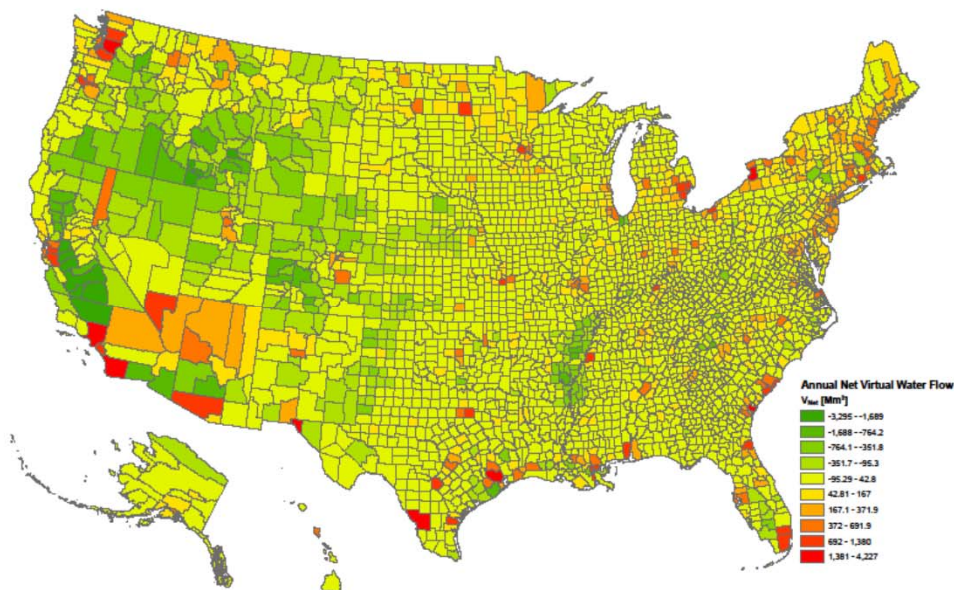 Annual Net Virtual Water Flow
V_Net [Mm³]
-3,295 - -1,689
-1,688 - -764.2
-764.1 - -351.8
-351.7 - -95.3
-95.29 - 42.8
42.81 - 167
167.1 - 371.9
372 - 691.9
692 - 1,380
1,381 - 4,227